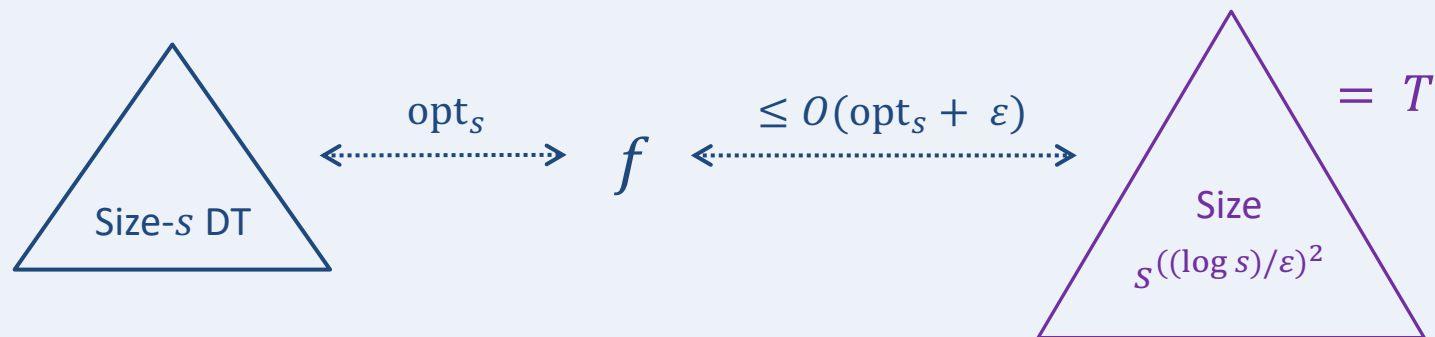 opt_s
≤ O(opt_s + ε)
= T
f
Size-s DT
Size
s^((log s)/ε)^2